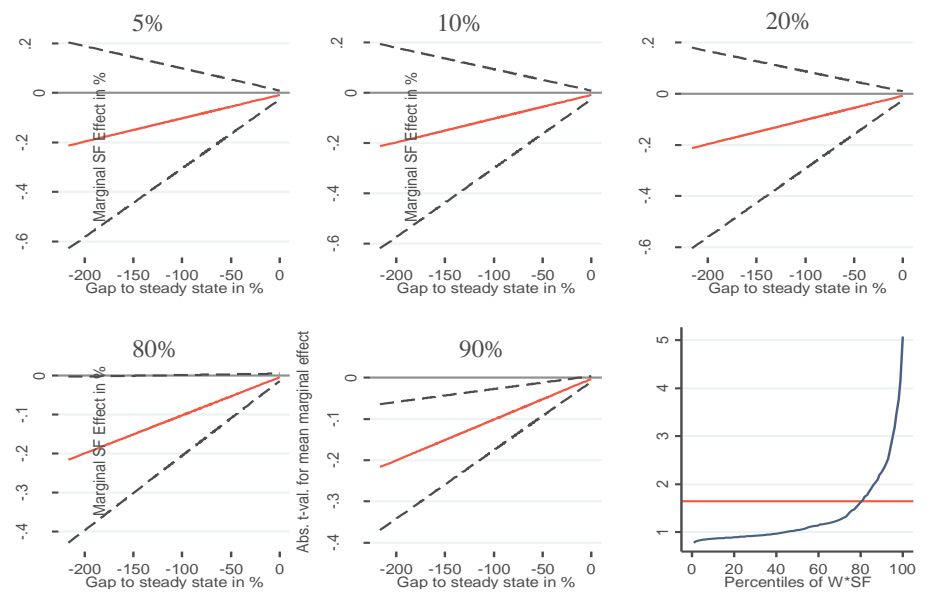 5%
10%
20%
.2
0
-.2
-.4
-.6
Marginal SF Effect in %
-200 -150 -100 -50 0
Gap to steady state in %
.2
0
-.2
-.4
-.6
Marginal SF Effect in %
-200 -150 -100 -50 0
Gap to steady state in %
.2
0
-.2
-.4
-.6
-200 -150 -100 -50 0
Gap to steady state in %
80%
90%
0
-.1
-.2
-.3
-.4
Marginal SF Effect in %
-200 -150 -100 -50 0
Gap to steady state in %
Abs. t-val. for mean marginal effect
0
-.1
-.2
-.3
-.4
-200 -150 -100 -50 0
Gap to steady state in %
5
4
3
2
1
0 20 40 60 80 100
Percentiles of W*SF